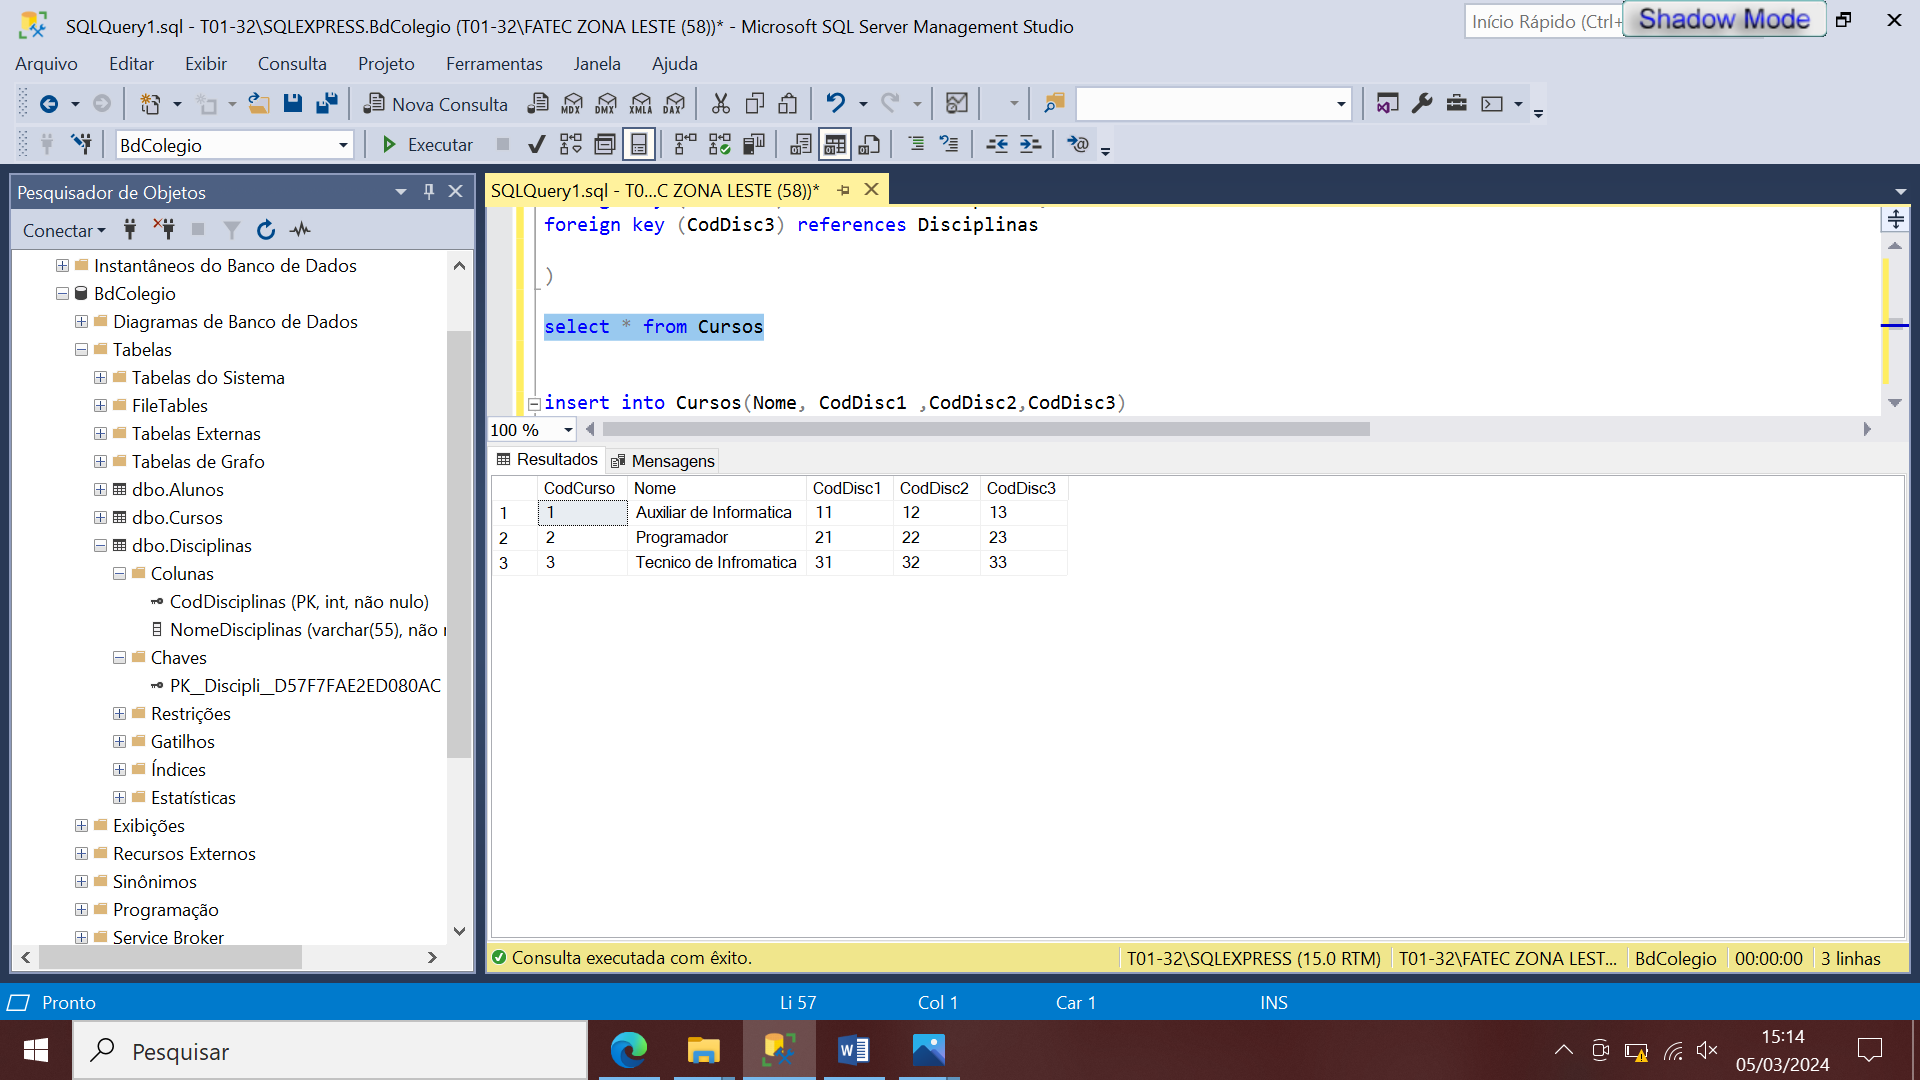 SQLQuery1.sql - T01-32\SQLEXPRESS.BdColegio (T01-32\FATEC ZONA LESTE (58))* - Microsoft SQL Server Management Studio
Início Rápido (Ctrl+
Shadow Mode
Arquivo Editar Exibir Consulta Projeto Ferramentas Janela Ajuda
Nova Consulta MDX DMX XMLA DAX
BdColegio Executar
Pesquisador de Objetos
SQLQuery1.sql - T0...C ZONA LESTE (58))*
Conectar
Instantâneos do Banco de Dados
BdColegio
Diagramas de Banco de Dados
Tabelas
Tabelas do Sistema
FileTables
Tabelas Externas
Tabelas de Grafo
dbo.Alunos
dbo.Cursos
dbo.Disciplinas
Colunas
CodDisciplinas (PK, int, não nulo)
NomeDisciplinas (varchar(55), não
Chaves
PK__Discipli__D57F7FAE2ED080AC
Restrições
Gatilhos
Índices
Estatísticas
Exibições
Recursos Externos
Sinônimos
Programação
Service Broker
foreign key (CodDisc3) references Disciplinas
)
select * from Cursos
insert into Cursos(Nome, CodDisc1 ,CodDisc2,CodDisc3)
100 %
Resultados Mensagens
CodCurso Nome CodDisc1 CodDisc2 CodDisc3
1 1 Auxiliar de Informatica 11 12 13
2 2 Programador 21 22 23
3 3 Tecnico de Infromatica 31 32 33
Consulta executada com êxito. T01-32\SQLEXPRESS (15.0 RTM) T01-32\FATEC ZONA LEST... BdColegio 00:00:00 3 linhas
Pronto Li 57 Col 1 Car 1 INS
Pesquisar
15:14
05/03/2024